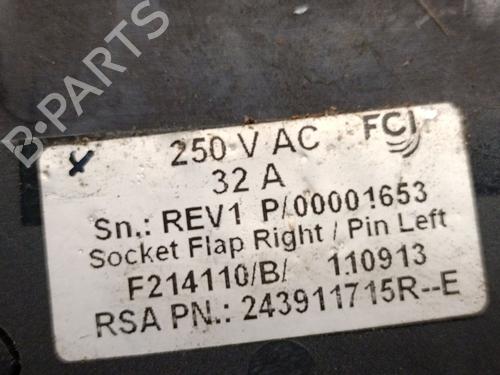 B-PARTS
250 V AC FCI
32 A
Sn.: REV1 P/00001653
Socket Flap Right / Pin Left
F214110/B/ 110913
RSA PN.: 243911715R--E